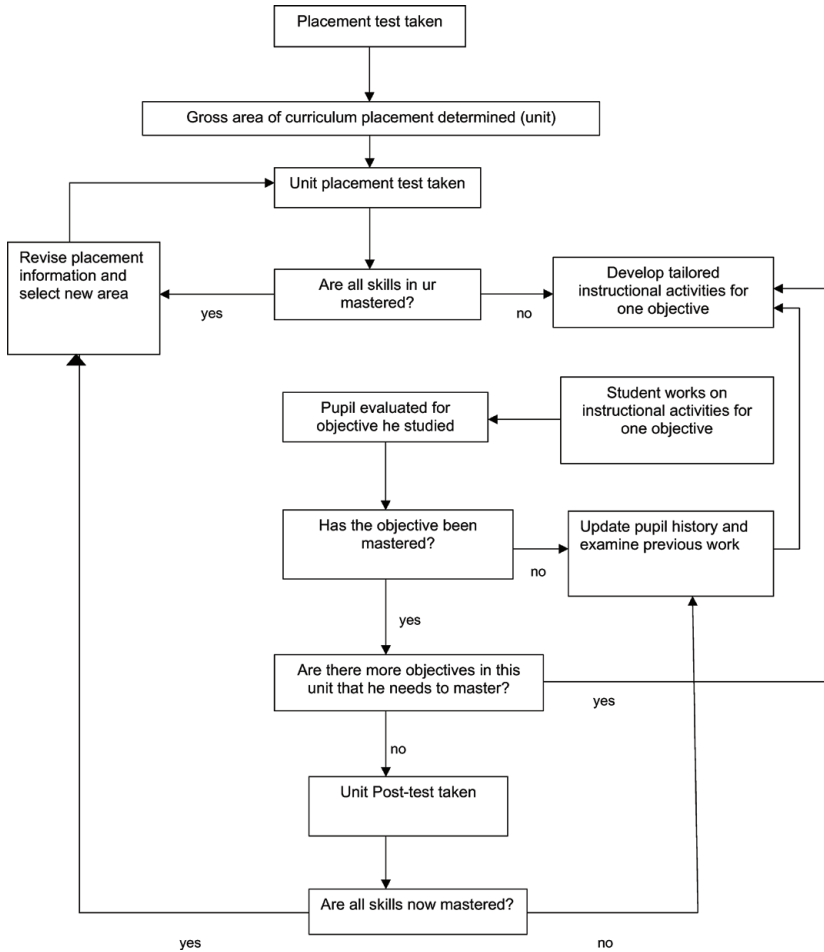 Placement test taken
Gross area of curriculum placement determined (unit)
Unit placement test taken
Revise placement
information and
select new area
Are all skills in ur
mastered?
Develop tailored
instructional activities for
one objective
yes
no
Pupil evaluated for
objective he studied
Student works on
instructional activities for
one objective
Has the objective been
mastered?
Update pupil history and
examine previous work
no
yes
Are there more objectives in this
unit that he needs to master?
yes
no
Unit Post-test taken
Are all skills now mastered?
yes
no